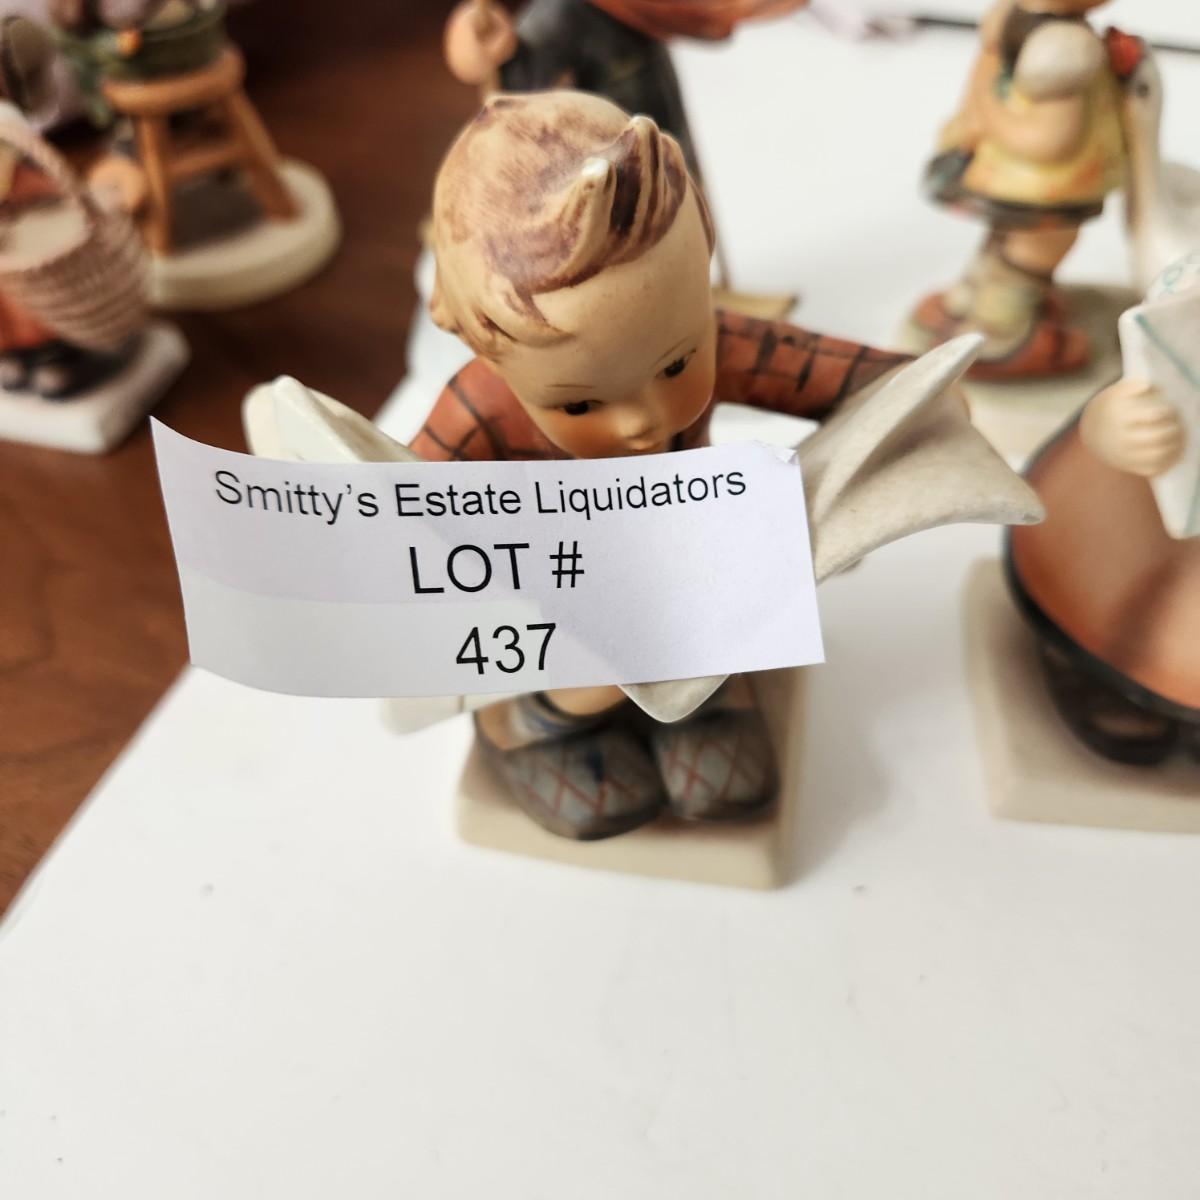 Smitty's Estate Liquidators
LOT #
437